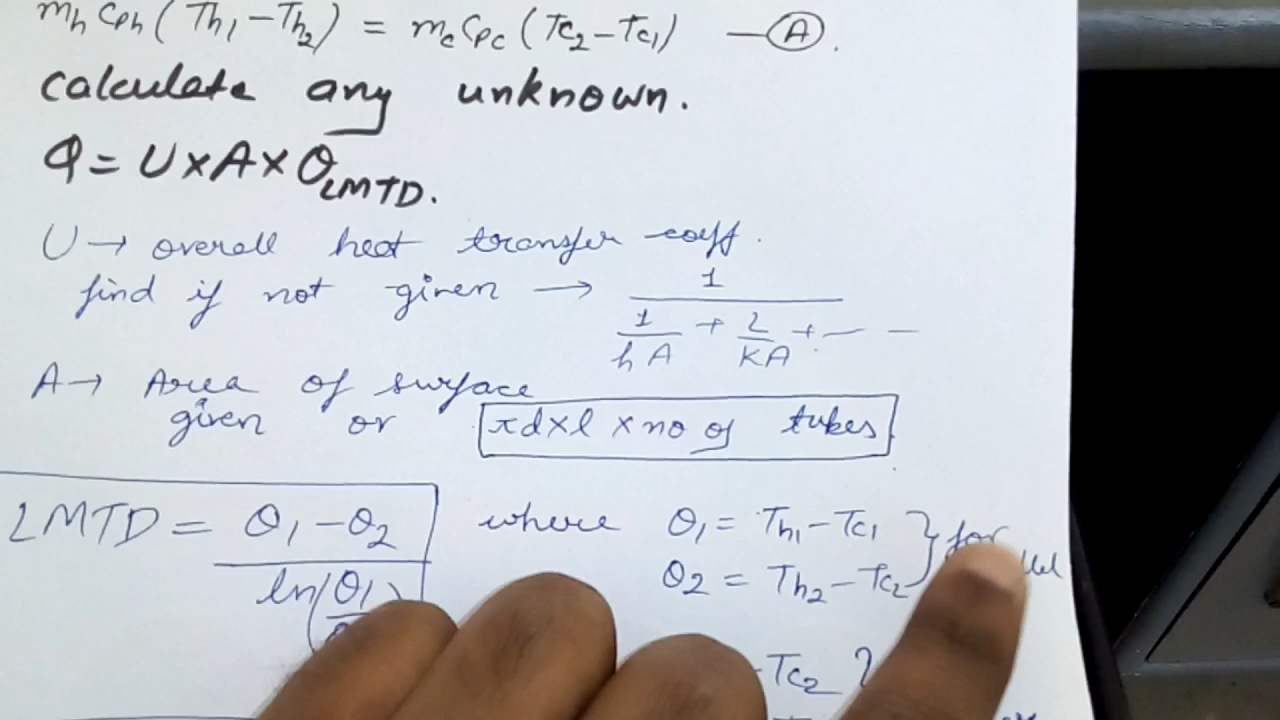 mh Cph (Th1 - Th2) = mc Cpc (Tc2 - Tc1) — A.
calculate any unknown.
Q = U x A x θLMTD.
U → overall heat transfer coeff.
find if not given → 1 / (1/hA + L/KA + - -
A → Area of surface
given or πd x l x no of tubes
LMTD = (θ1 - θ2) / ln(θ1
where θ1 = Th1 - Tc1 } for
θ2 = Th2 - Tc2
- Tc2 }